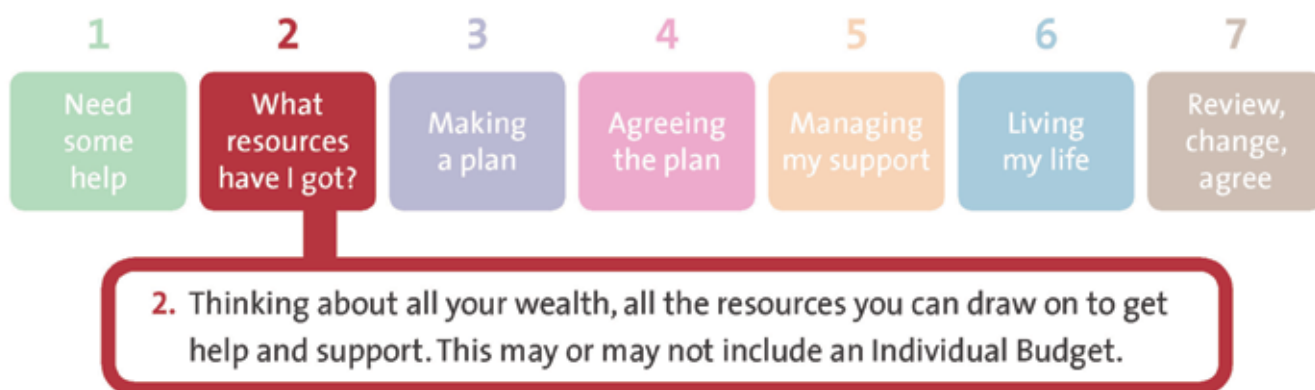 1
2
3
4
5
6
7
Need
some
help
What
resources
have I got?
Making
a plan
Agreeing
the plan
Managing
my support
Living
my life
Review,
change,
agree
2. Thinking about all your wealth, all the resources you can draw on to get
help and support. This may or may not include an Individual Budget.